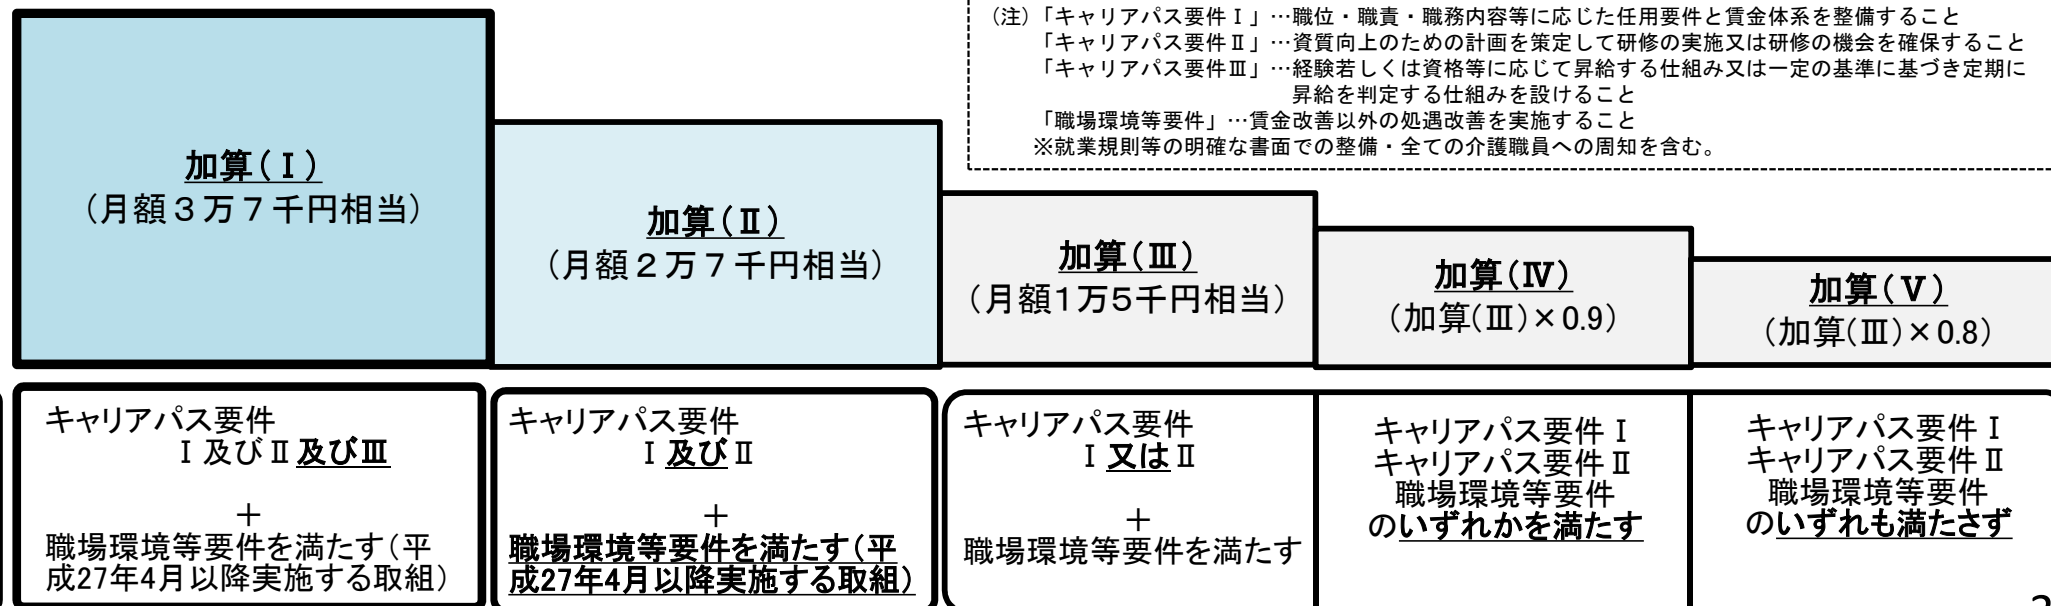 (注)「キャリアパス要件Ⅰ」…職位・職責・職務内容等に応じた任用要件と賃金体系を整備すること
「キャリアパス要件Ⅱ」…資質向上のための計画を策定して研修の実施又は研修の機会を確保すること
「キャリアパス要件Ⅲ」…経験若しくは資格等に応じて昇給する仕組み又は一定の基準に基づき定期に
昇給を判定する仕組みを設けること
「職場環境等要件」…賃金改善以外の処遇改善を実施すること
※就業規則等の明確な書面での整備・全ての介護職員への周知を含む。
加算(Ⅰ)
(月額3万7千円相当)
加算(Ⅱ)
(月額2万7千円相当)
加算(Ⅲ)
(月額1万5千円相当)
加算(Ⅳ)
(加算(Ⅲ)×0.9)
加算(Ⅴ)
(加算(Ⅲ)×0.8)
キャリアパス要件
Ⅰ及びⅡ及びⅢ
+
職場環境等要件を満たす(平
成27年4月以降実施する取組)
キャリアパス要件
Ⅰ及びⅡ
+
職場環境等要件を満たす(平
成27年4月以降実施する取組)
キャリアパス要件
Ⅰ又はⅡ
+
職場環境等要件を満たす
キャリアパス要件Ⅰ
キャリアパス要件Ⅱ
職場環境等要件
のいずれかを満たす
キャリアパス要件Ⅰ
キャリアパス要件Ⅱ
職場環境等要件
のいずれも満たさず